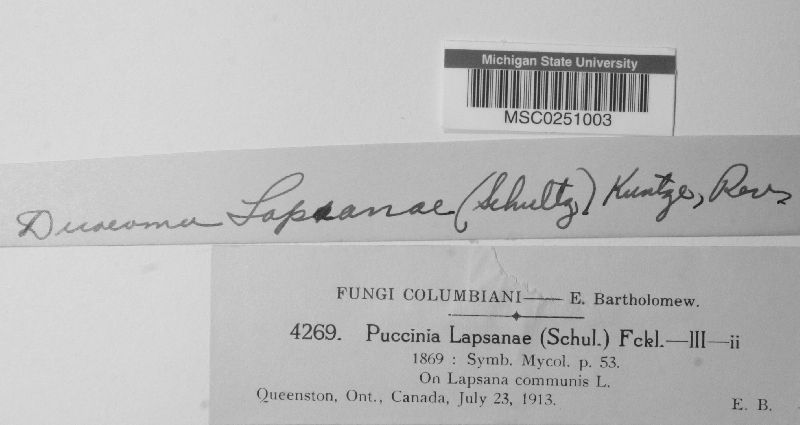 Michigan State University
MSC0251003
Dicaeoma Lapsanae (Schultz) Kuntze, Rev.
FUNGI COLUMBIANI—— E. Bartholomew.
4269. Puccinia Lapsanae (Schul.) Fckl.—III—ii
1869 : Symb. Mycol. p. 53.
On Lapsana communis L.
Queenston, Ont., Canada, July 23, 1913.
E. B.